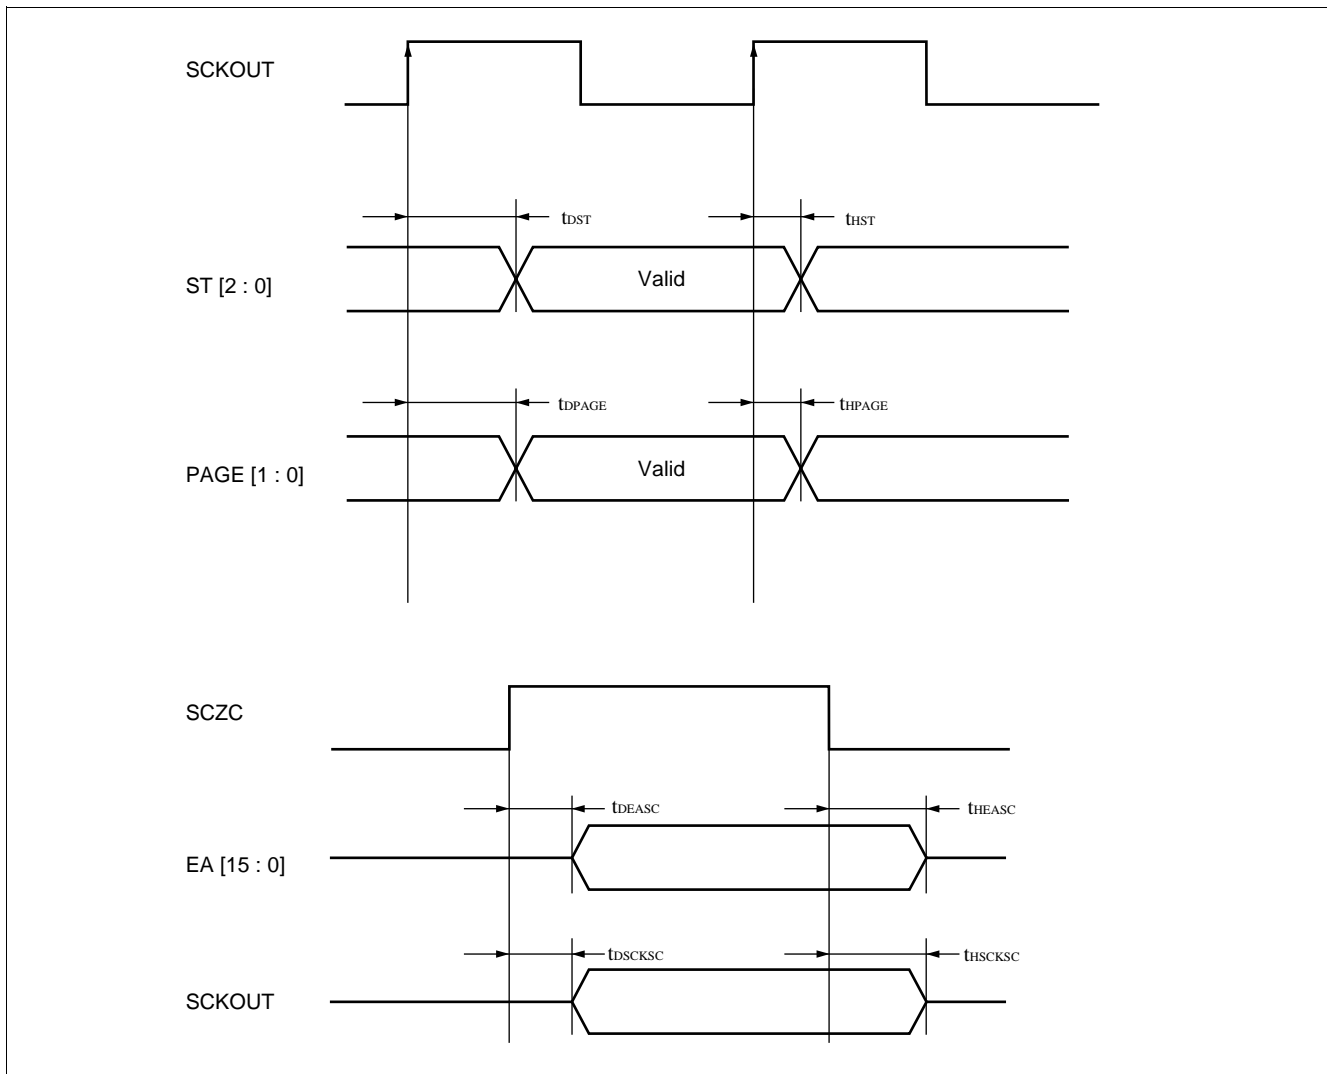 SCKOUT
tDST
tHST
ST [2 : 0]
Valid
tDPAGE
tHPAGE
PAGE [1 : 0]
Valid
SCZC
tDEASC
tHEASC
EA [15 : 0]
tDSCKSC
tHSCKSC
SCKOUT